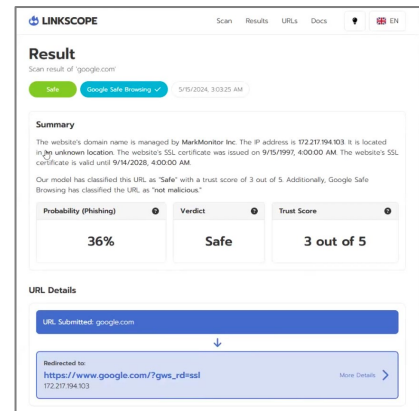 LINKSCOPE
Scan Results URLs Docs EN
Result
Scan result of 'google.com'
Safe Google Safe Browsing ✓ 5/15/2024, 3:03:25 AM
Summary
The website's domain name is managed by MarkMonitor Inc. The IP address is 172.217.194.103. It is located
in an unknown location. The website's SSL certificate was issued on 9/15/1997, 4:00:00 AM. The website's SSL
certificate is valid until 9/14/2028, 4:00:00 AM.
Our model has classified this URL as "Safe" with a trust score of 3 out of 5. Additionally, Google Safe
Browsing has classified the URL as "not malicious."
Probability (Phishing) ? Verdict ? Trust Score ?
36% Safe 3 out of 5
URL Details
URL Submitted: google.com
Redirected to:
https://www.google.com/?gws_rd=ssl
More Details
172.217.194.103